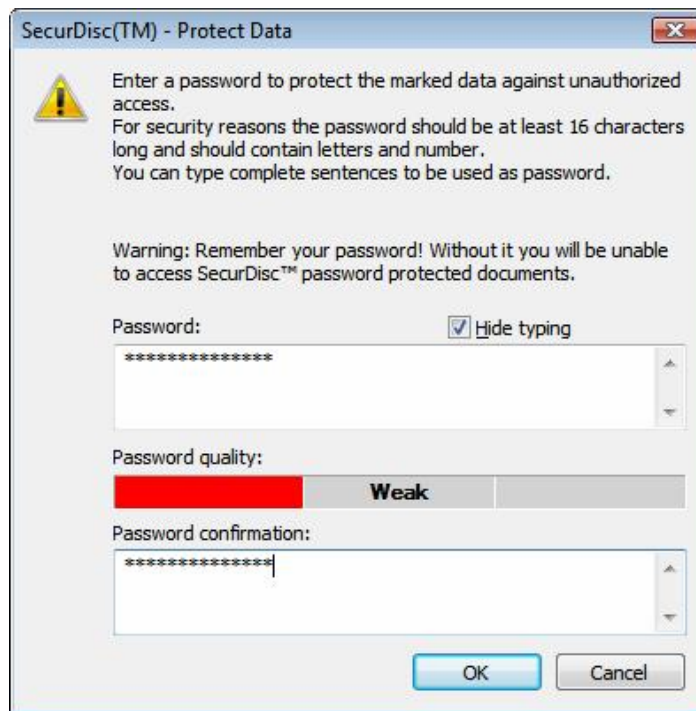 SecurDisc(TM) - Protect Data
Enter a password to protect the marked data against unauthorized
access.
For security reasons the password should be at least 16 characters
long and should contain letters and number.
You can type complete sentences to be used as password.
Warning: Remember your password! Without it you will be unable
to access SecurDisc™ password protected documents.
Password: Hide typing
**************
Password quality:
Weak
Password confirmation:
**************
OK Cancel